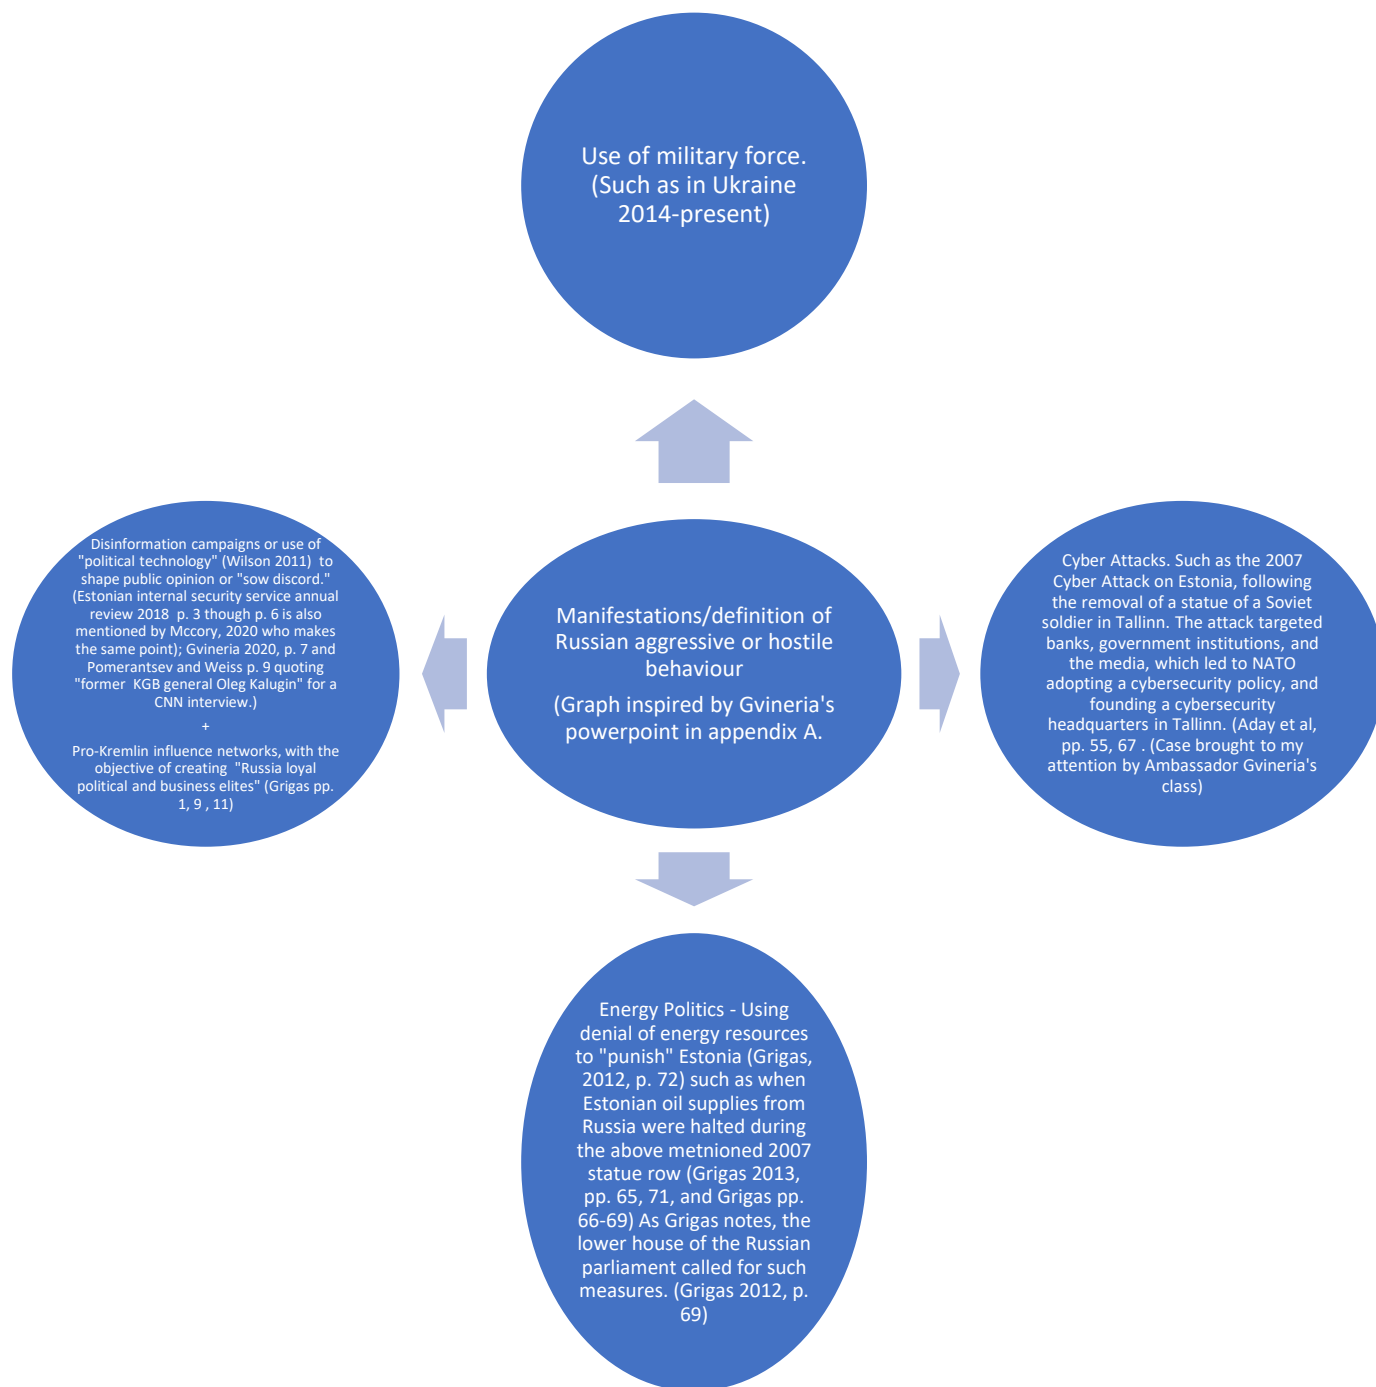 Use of military force.
(Such as in Ukraine
2014-present)
Disinformation campaigns or use of
"political technology" (Wilson 2011) to
shape public opinion or "sow discord."
(Estonian internal security service annual
review 2018 p. 3 though p. 6 is also
mentioned by Mccory, 2020 who makes
the same point); Gvineria 2020, p. 7 and
Pomerantsev and Weiss p. 9 quoting
"former KGB general Oleg Kalugin" for a
CNN interview.)
+
Pro-Kremlin influence networks, with the
objective of creating "Russia loyal
political and business elites" (Grigas pp.
1, 9 , 11)
Manifestations/definition of
Russian aggressive or hostile
behaviour
(Graph inspired by Gvineria's
powerpoint in appendix A.
Cyber Attacks. Such as the 2007
Cyber Attack on Estonia, following
the removal of a statue of a Soviet
soldier in Tallinn. The attack targeted
banks, government institutions, and
the media, which led to NATO
adopting a cybersecurity policy, and
founding a cybersecurity
headquarters in Tallinn. (Aday et al,
pp. 55, 67 . (Case brought to my
attention by Ambassador Gvineria's
class)
Energy Politics - Using
denial of energy resources
to "punish" Estonia (Grigas,
2012, p. 72) such as when
Estonian oil supplies from
Russia were halted during
the above metnioned 2007
statue row (Grigas 2013,
pp. 65, 71, and Grigas pp.
66-69) As Grigas notes, the
lower house of the Russian
parliament called for such
measures. (Grigas 2012, p.
69)